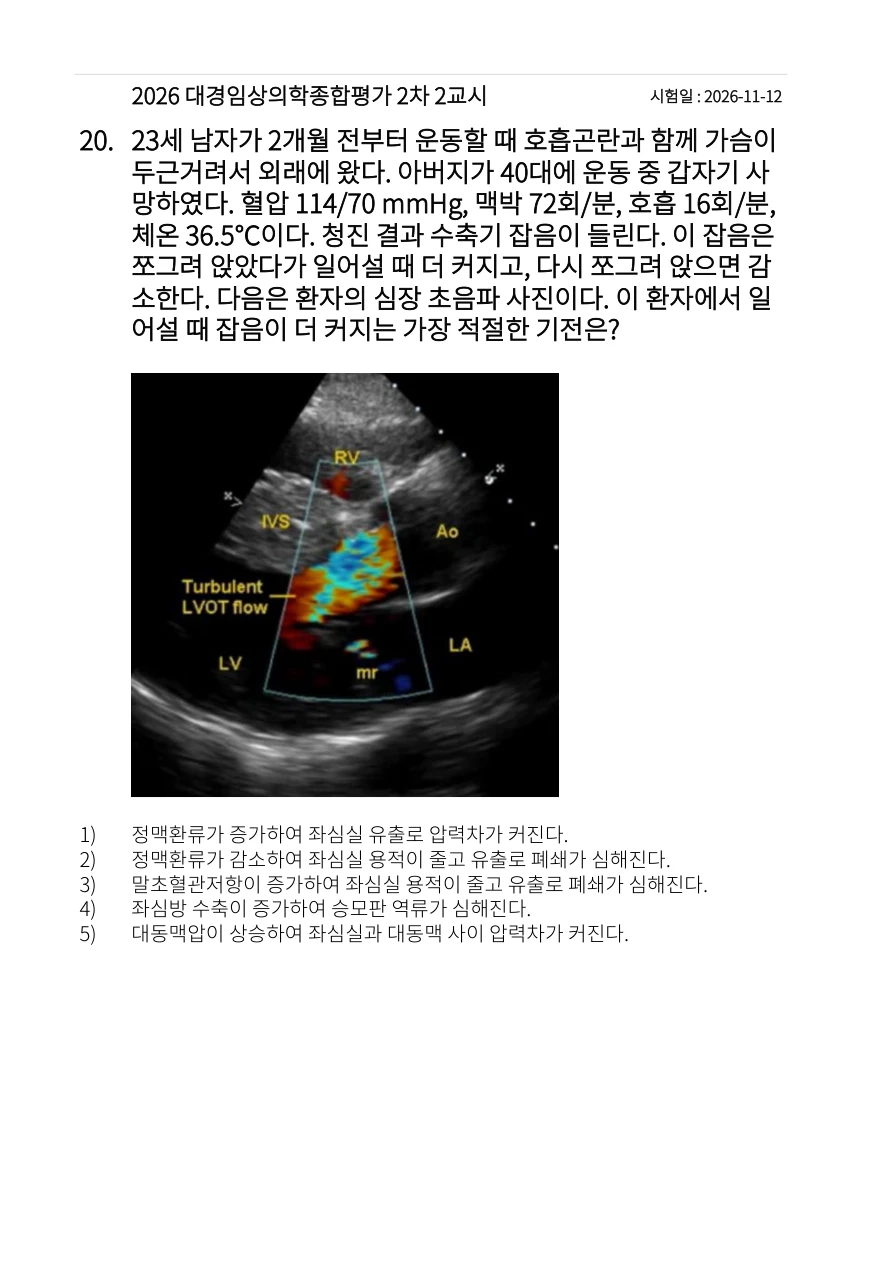 2026 대경임상의학종합평가 2차 2교시
시험일 : 2026-11-12
20. 23세 남자가 2개월 전부터 운동할 때 호흡곤란과 함께 가슴이
두근거려서 외래에 왔다. 아버지가 40대에 운동 중 갑자기 사
망하였다. 혈압 114/70 mmHg, 맥박 72회/분, 호흡 16회/분,
체온 36.5°C이다. 청진 결과 수축기 잡음이 들린다. 이 잡음은
쪼그려 앉았다가 일어설 때 더 커지고, 다시 쪼그려 앉으면 감
소한다. 다음은 환자의 심장 초음파 사진이다. 이 환자에서 일
어설 때 잡음이 더 커지는 가장 적절한 기전은?
RV
IVS
Ao
Turbulent
LVOT flow
LA
LV
mr
1) 정맥환류가 증가하여 좌심실 유출로 압력차가 커진다.
2) 정맥환류가 감소하여 좌심실 용적이 줄고 유출로 폐쇄가 심해진다.
3) 말초혈관저항이 증가하여 좌심실 용적이 줄고 유출로 폐쇄가 심해진다.
4) 좌심방 수축이 증가하여 승모판 역류가 심해진다.
5) 대동맥압이 상승하여 좌심실과 대동맥 사이 압력차가 커진다.